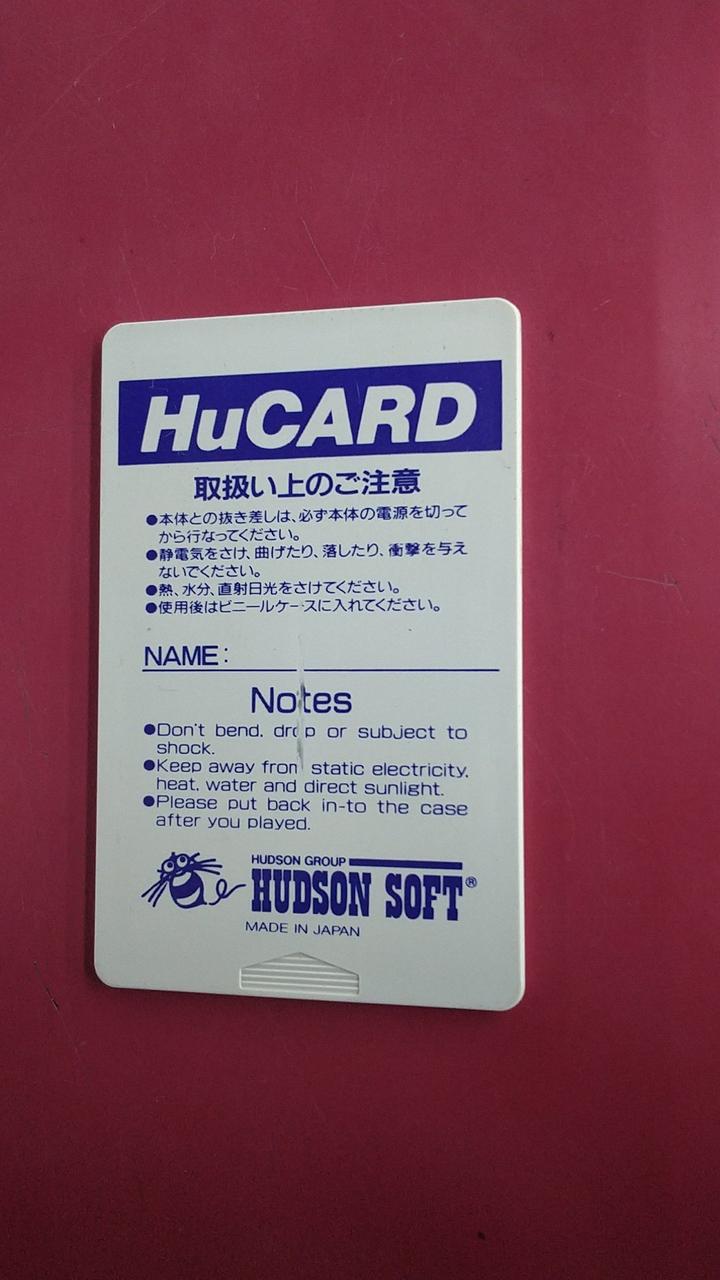 HuCARD
取扱い上のご注意
●本体との抜き差しは、必ず本体の電源を切って
から行なってください。
●静電気をさけ、曲げたり、落したり、衝撃を与え
ないでください。
●熱、水分、直射日光をさけてください。
●使用後はビニールケースに入れてください。
NAME:
Notes
●Don't bend, drop or subject to
shock.
●Keep away from static electricity,
heat, water and direct sunlight.
●Please put back in-to the case
after you played.
HUDSON GROUP
HUDSON SOFT®
MADE IN JAPAN